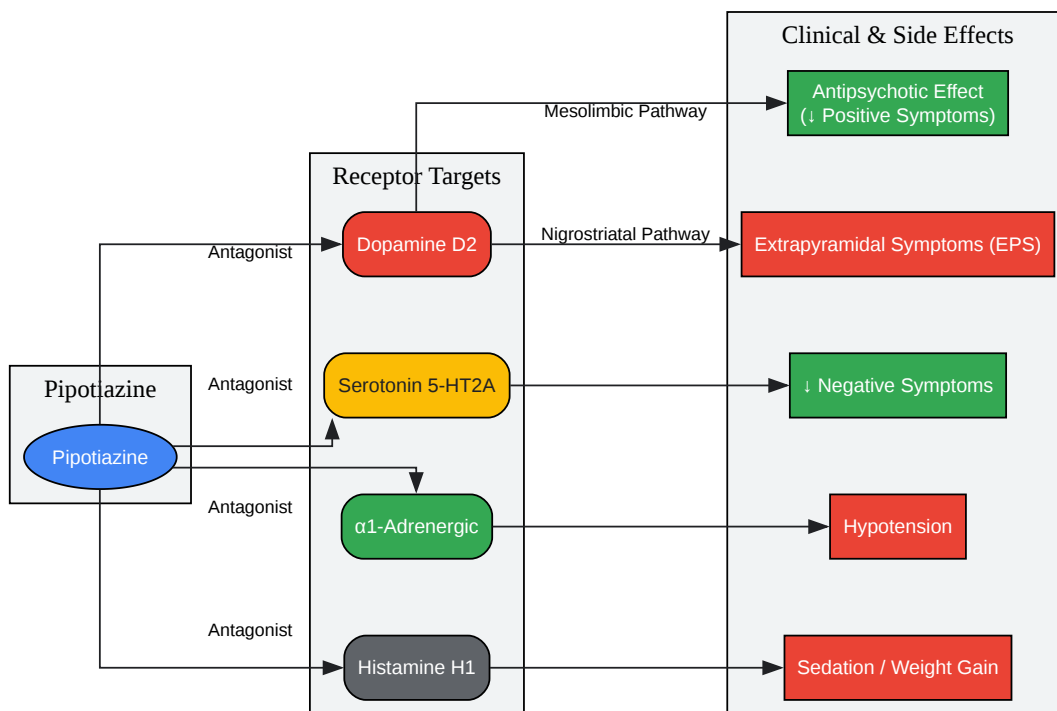 Clinical & Side Effects
Antipsychotic Effect
(↓ Positive Symptoms)
Mesolimbic Pathway
Receptor Targets
Dopamine D2
Nigrostriatal Pathway
Extrapyramidal Symptoms (EPS)
Antagonist
Pipotiazine
Antagonist
Serotonin 5-HT2A
↓ Negative Symptoms
Pipotiazine
Antagonist
α1-Adrenergic
Hypotension
Antagonist
Histamine H1
Sedation / Weight Gain